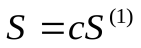 S = cS⁽¹⁾